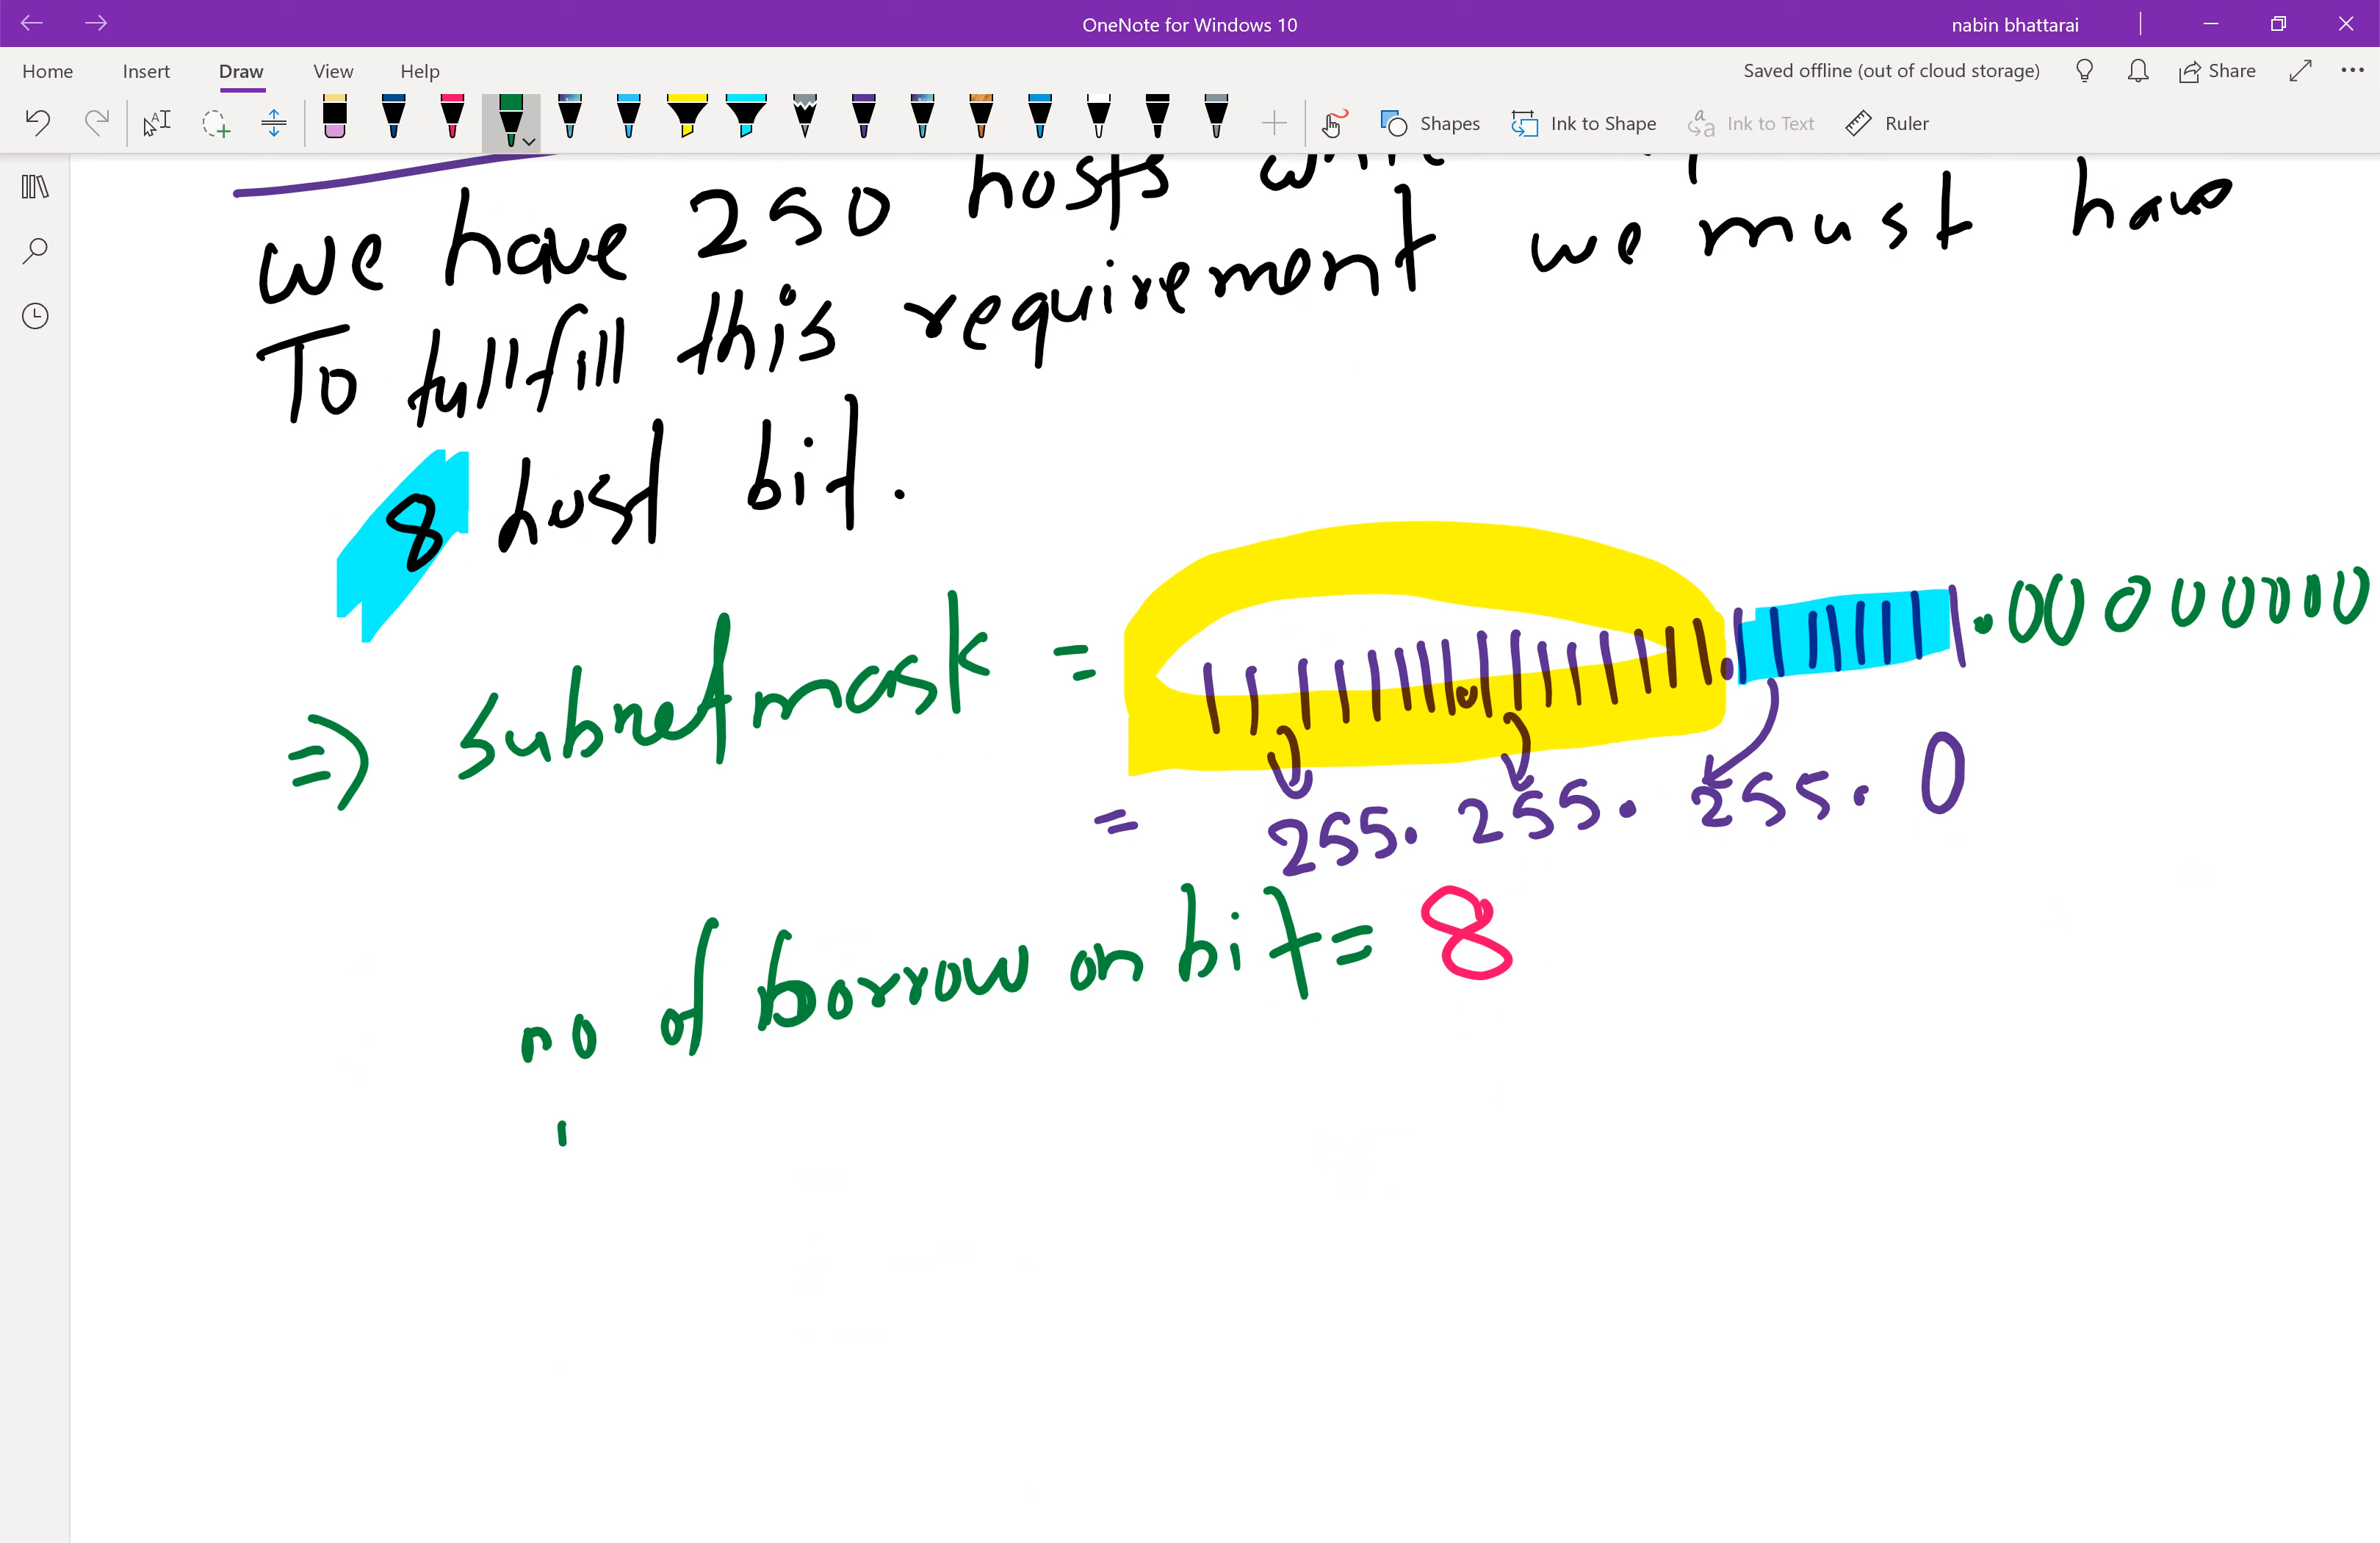 OneNote for Windows 10
nabin bhattarai
Home Insert Draw View Help
Saved offline (out of cloud storage) Share
Shapes Ink to Shape Ink to Text Ruler
we have 250 hosts
To fullfill this requirement we must have
8 host bit.
⇒ subnetmask = 11111111.11111111.11111111.00000000
= 255.255.255.0
no of borrow on bit = 8